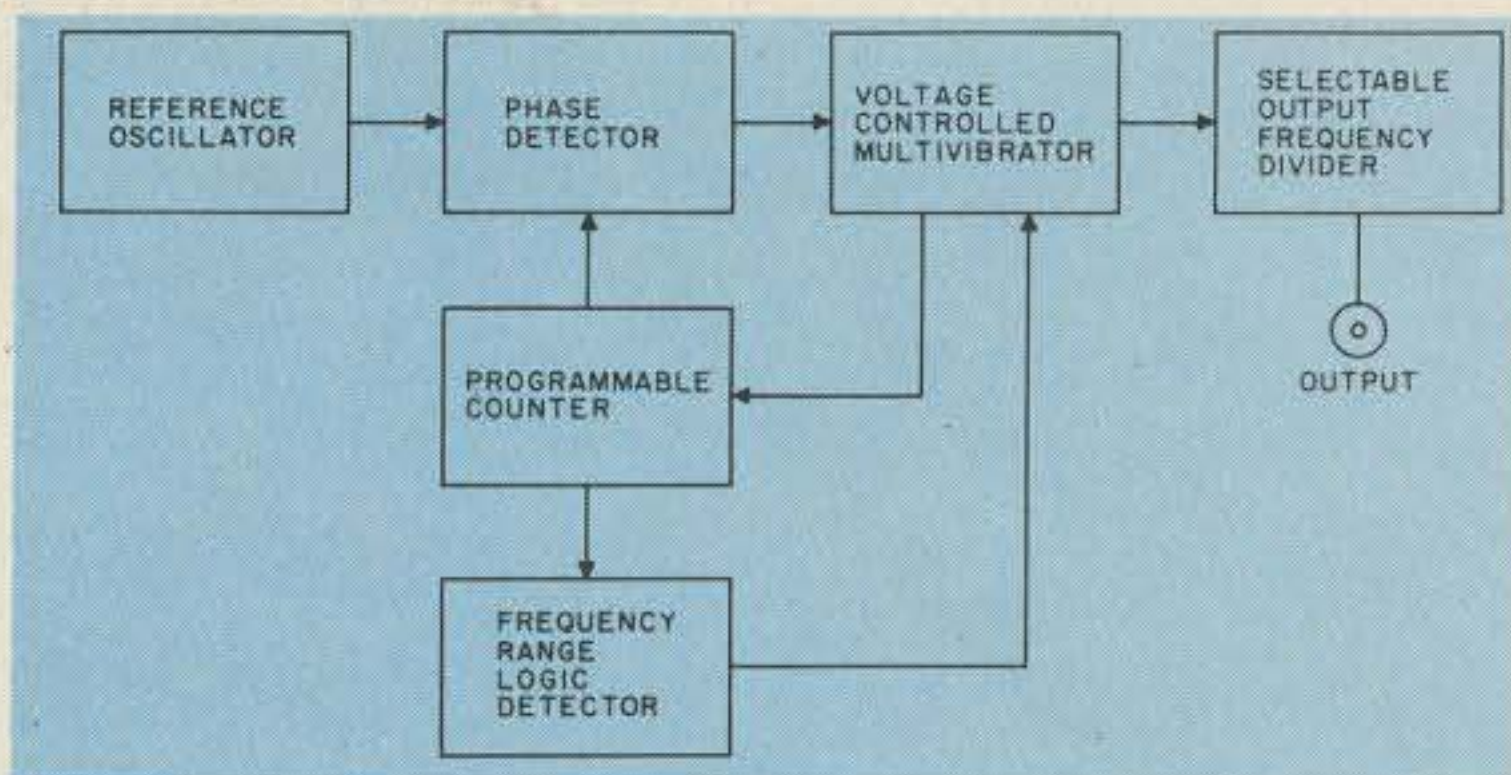 REFERENCE
OSCILLATOR
PHASE
DETECTOR
VOLTAGE
CONTROLLED
MULTIVIBRATOR
SELECTABLE
OUTPUT
FREQUENCY
DIVIDER
OUTPUT
PROGRAMMABLE
COUNTER
FREQUENCY
RANGE
LOGIC
DETECTOR